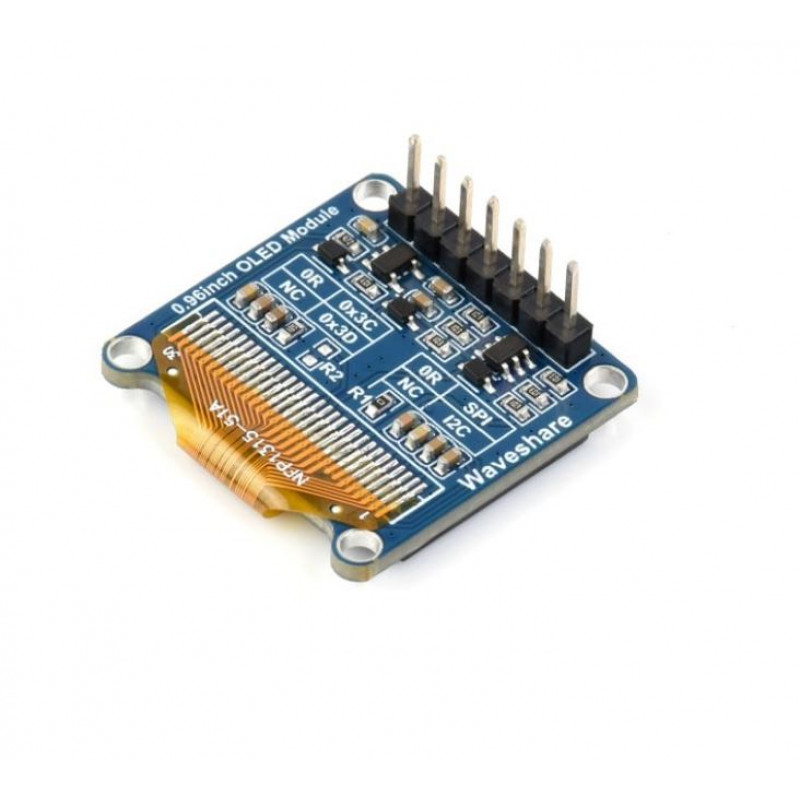 0.96inch OLED Module
0R 0x3C
NC 0x3D
R2
0R SPI
NC I2C
R1
Waveshare
30
NFP1315-51A
1